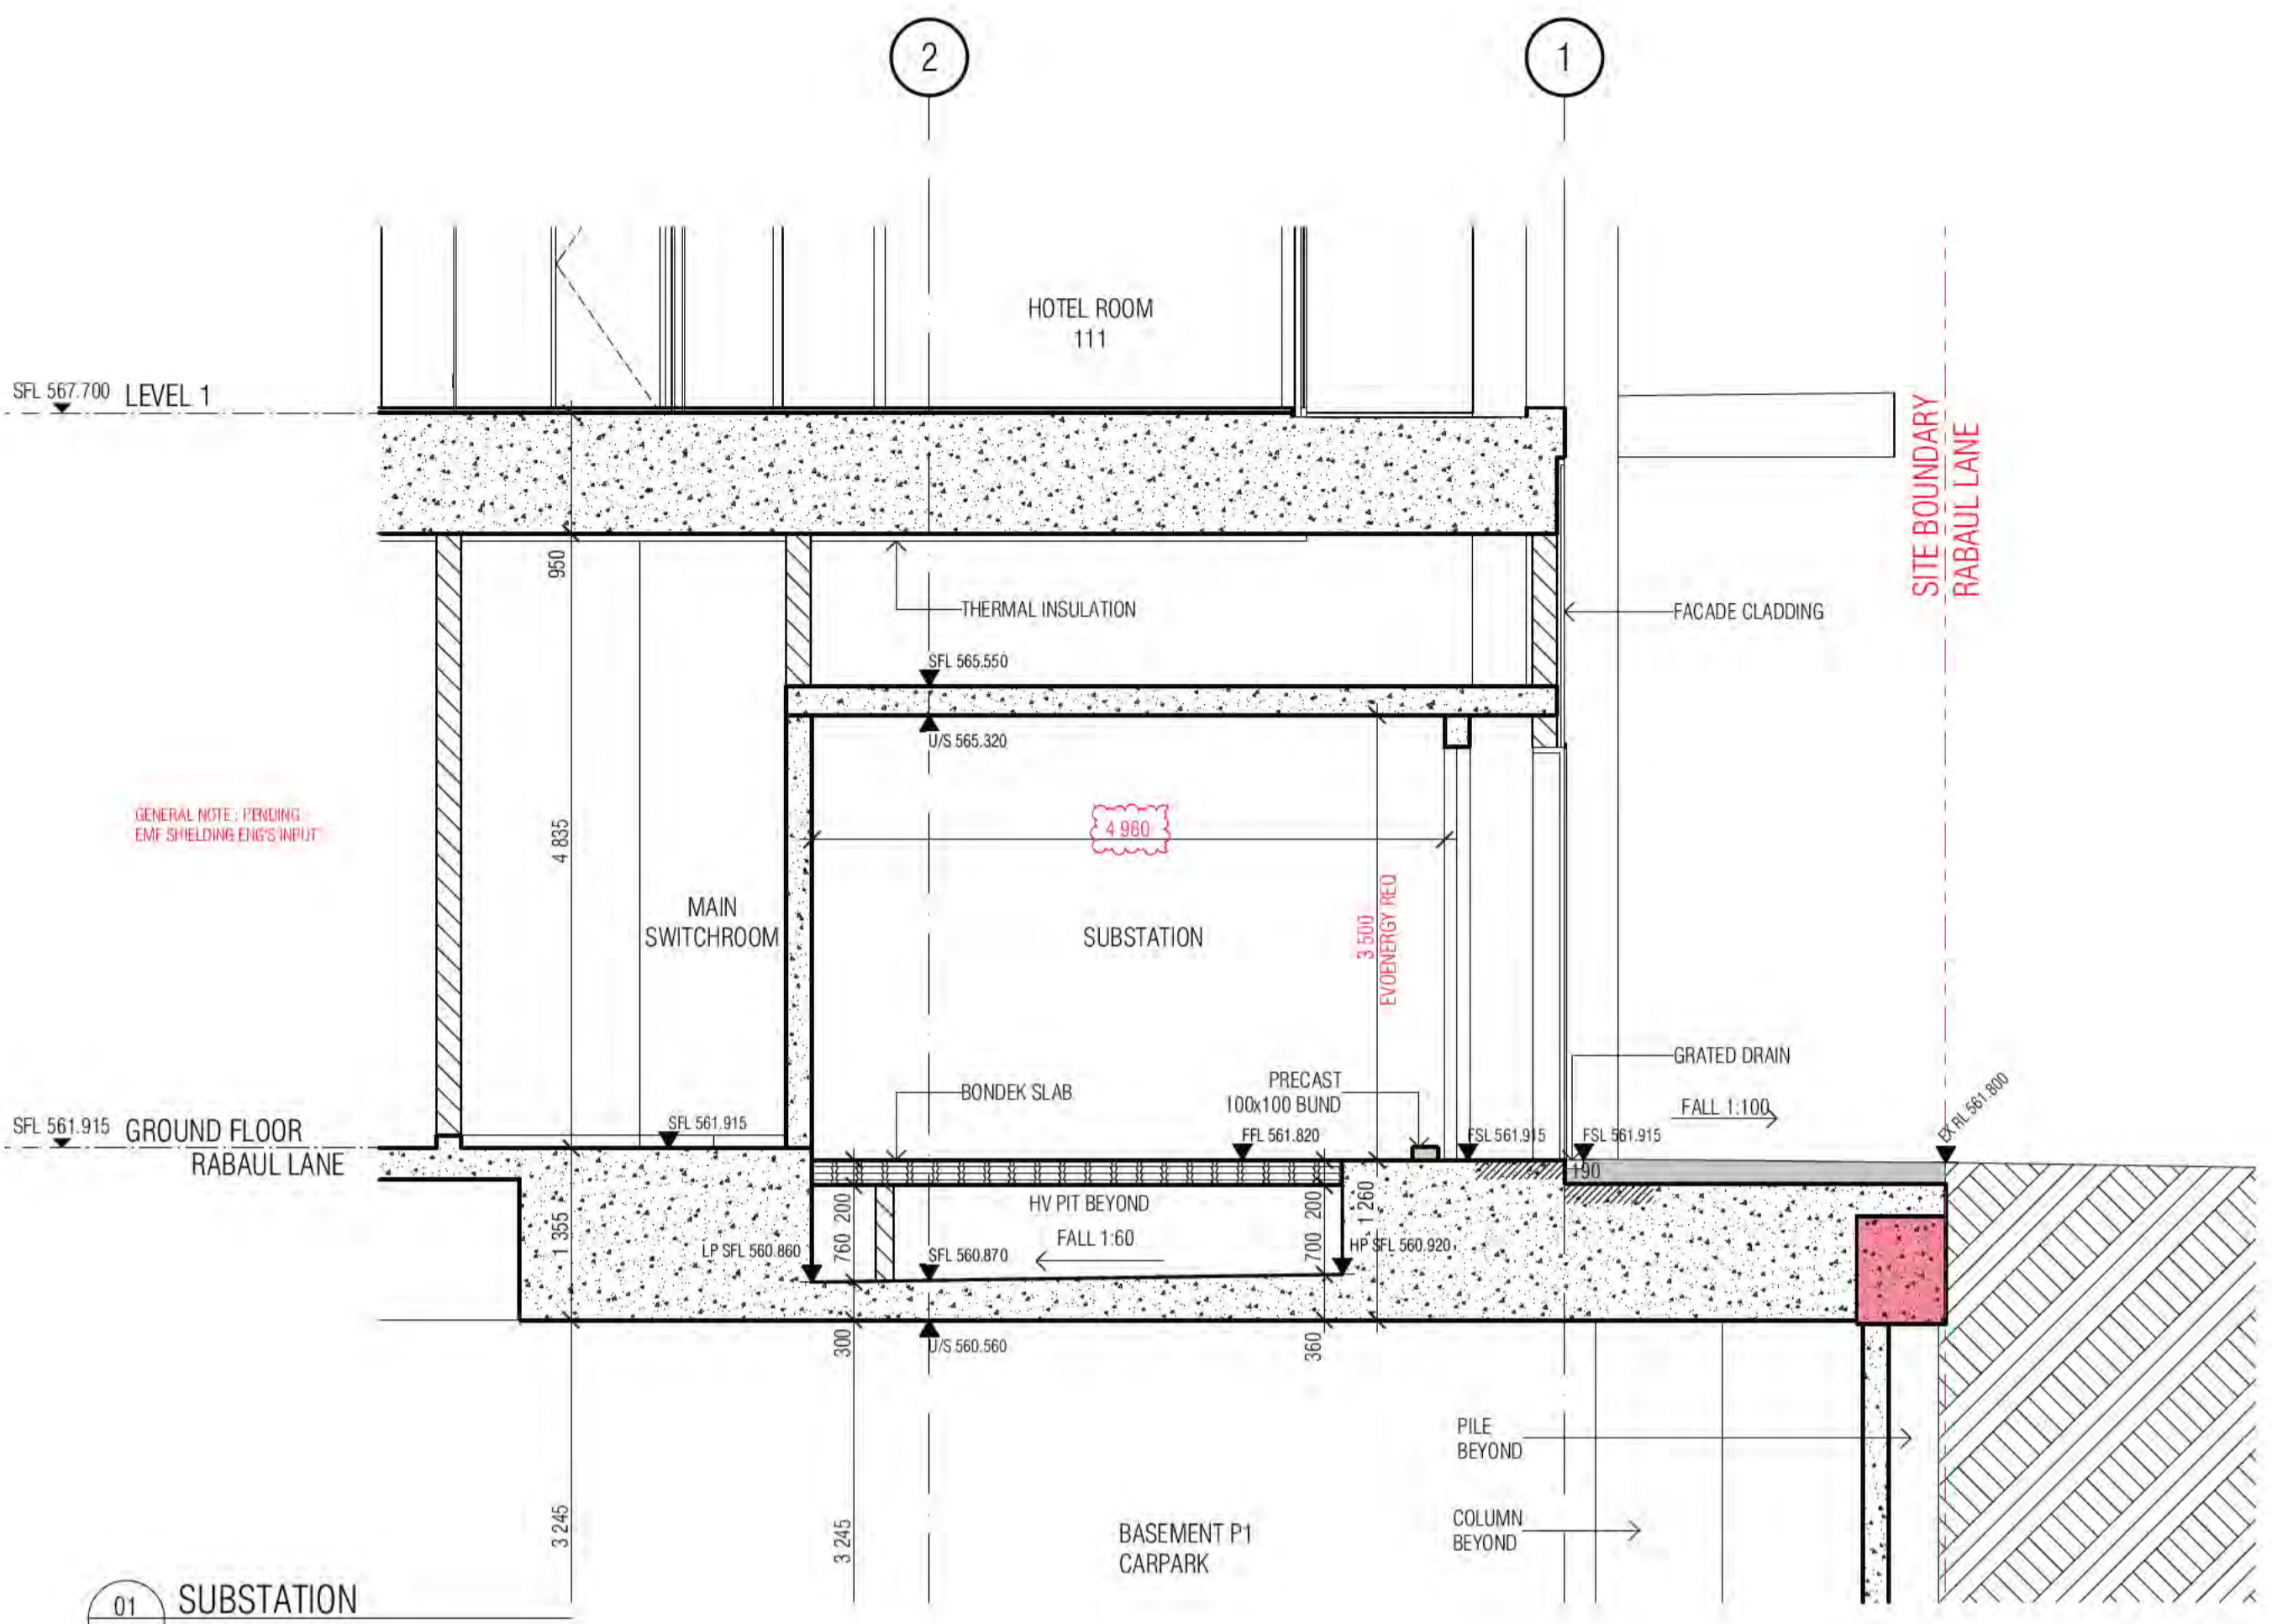 2
1
HOTEL ROOM
111
SFL 567.700
LEVEL 1
SITE BOUNDARY
RABAUL LANE
950
THERMAL INSULATION
FACADE CLADDING
SFL 565.550
U/S 565.320
GENERAL NOTE : PENDING
EMF SHIELDING ENG'S INPUT
4 835
4 980
MAIN
SWITCHROOM
SUBSTATION
3 500
EVOENERGY REQ
GRATED DRAIN
BONDEK SLAB
PRECAST
100x100 BUND
FALL 1:100
EX RL 561.800
SFL 561.915
GROUND FLOOR
RABAUL LANE
SFL 561.915
FFL 561.820
FSL 561.915
FSL 561.915
190
1 355
200
760
HV PIT BEYOND
FALL 1:60
200
700
1 260
LP SFL 560.860
SFL 560.870
HP SFL 560.920
300
U/S 560.560
360
PILE
BEYOND
3 245
3 245
BASEMENT P1
CARPARK
COLUMN
BEYOND
01
SUBSTATION